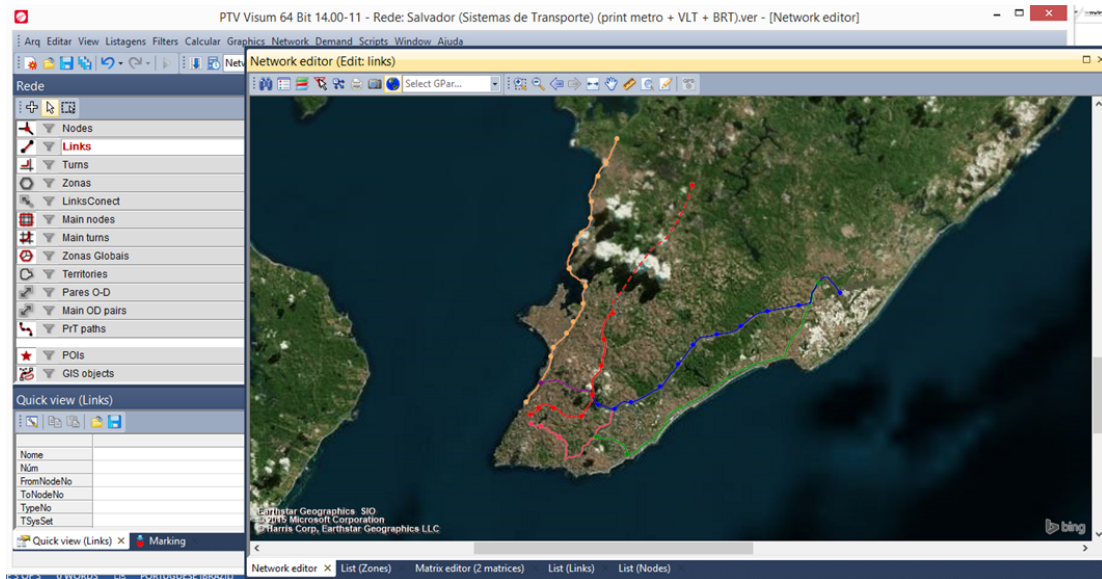 PTV Visum 64 Bit 14.00-11 - Rede: Salvador (Sistemas de Transporte) (print metro + VLT + BRT).ver - [Network editor]
Arq Editar View Listagens Filters Calcular Graphics Network Demand Scripts Window Ajuda
Netw
Network editor (Edit: links)
Select GPar...
Rede
Nodes
Links
Turns
Zonas
LinksConect
Main nodes
Main turns
Zonas Globais
Territories
Pares O-D
Main OD pairs
PrT paths
POIs
GIS objects
Quick view (Links)
Nome
Núm
FromNodeNo
ToNodeNo
TypeNo
TSysSet
Earthstar Geographics SIO
© 2015 Microsoft Corporation
© Harris Corp, Earthstar Geographics LLC
bing
Quick view (Links) Marking
Network editor List (Zones) Matrix editor (2 matrices) List (Links) List (Nodes)
0 WORDS PORTUGUESE (BRAZIL)